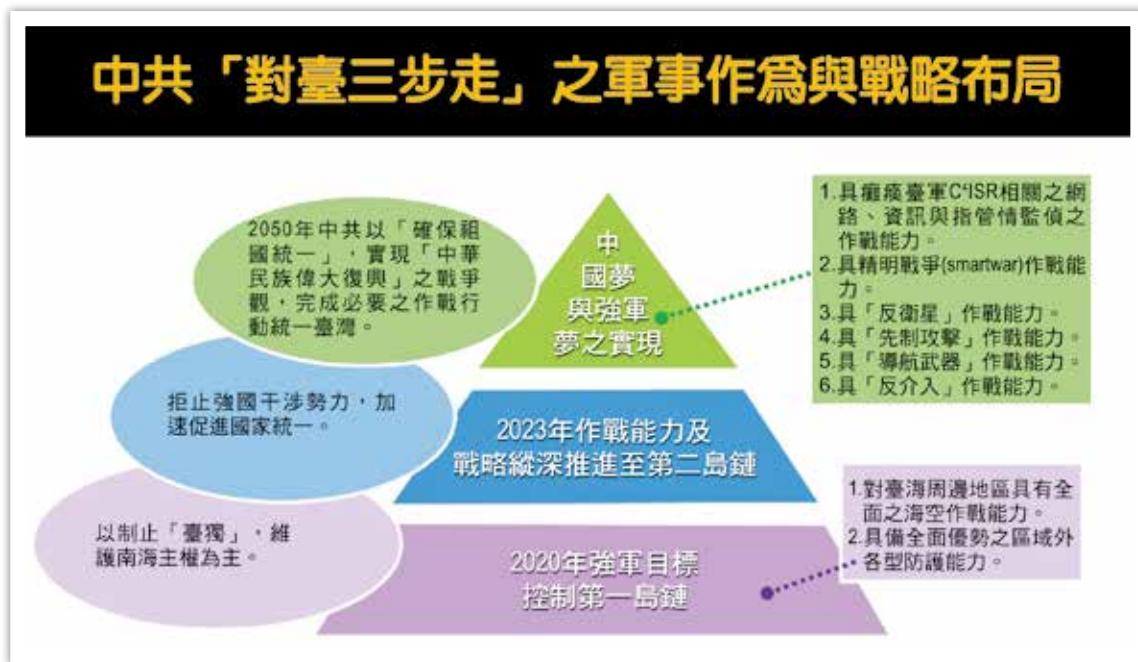 中共「對臺三步走」之軍事作為與戰略布局
2050年中共以「確保祖
國統一」，實現「中華
民族偉大復興」之戰爭
觀，完成必要之作戰行
動統一臺灣。
中
國夢
與強軍
夢之實現
1.具癱瘓臺軍C⁴ISR相關之網
路、資訊與指管情監偵之
作戰能力。
2.具精明戰爭(smartwar)作戰能
力。
3.具「反衛星」作戰能力。
4.具「先制攻擊」作戰能力。
5.具「導航武器」作戰能力。
6.具「反介入」作戰能力。
拒止強國干涉勢力，加
速促進國家統一。
2023年作戰能力及
戰略縱深推進至第二島鏈
以制止「臺獨」，維
護南海主權為主。
2020年強軍目標
控制第一島鏈
1.對臺海周邊地區具有全
面之海空作戰能力。
2.具備全面優勢之區域外
各型防護能力。